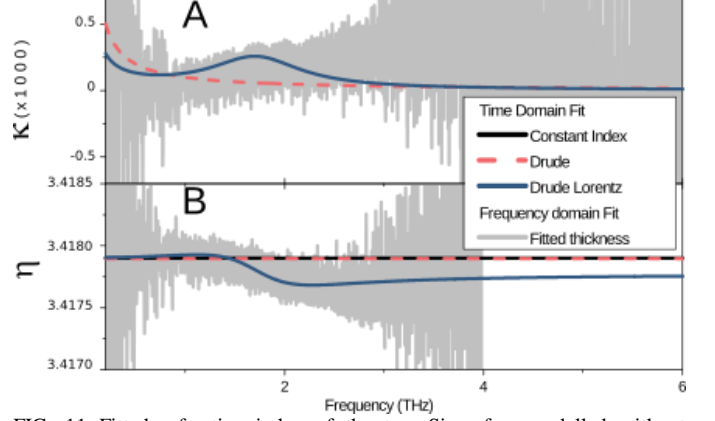 A
0.5
0
-0.5
κ (x1000)
Time Domain Fit
Constant Index
Drude
Drude Lorentz
Frequency domain Fit
Fitted thickness
B
3.4185
3.4180
3.4175
3.4170
η
2
4
6
Frequency (THz)